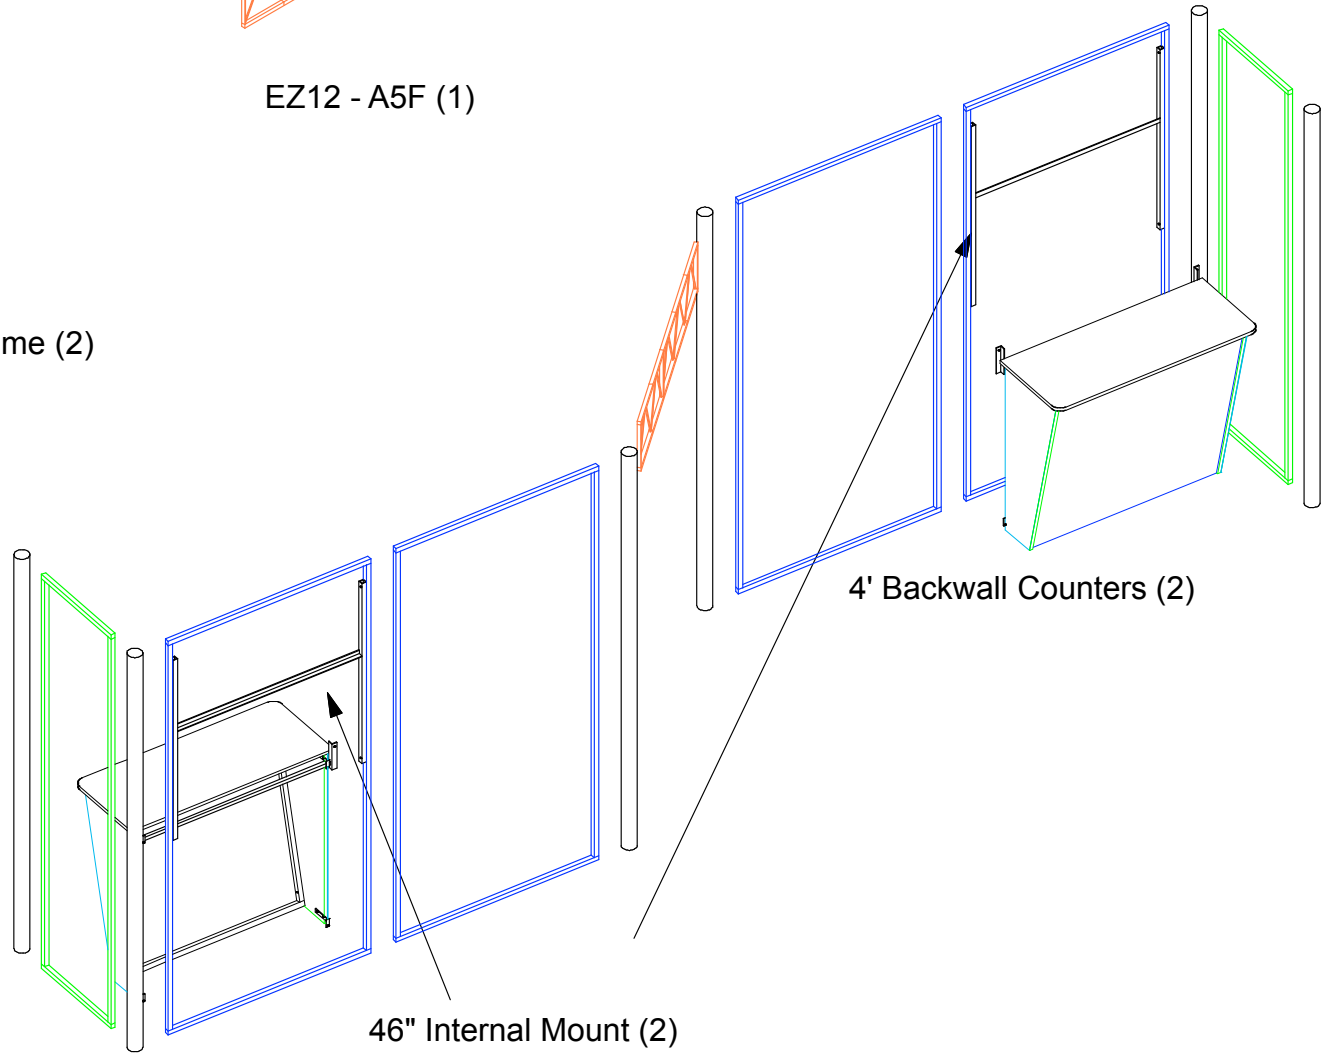 EZ12 - A5F (1)
me (2)
4' Backwall Counters (2)
46" Internal Mount (2)